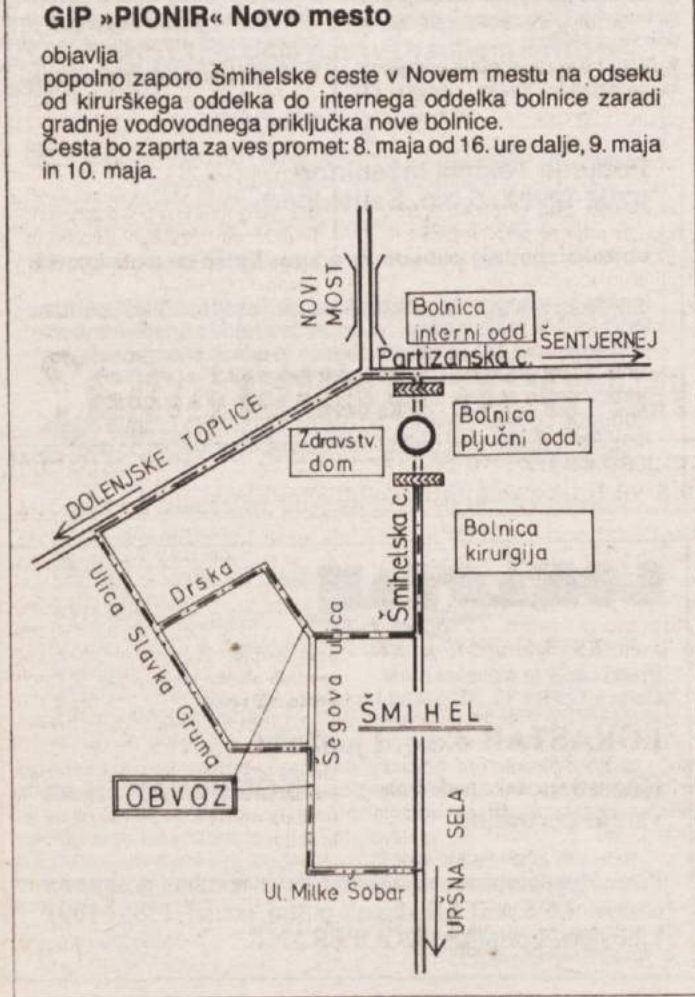 GIP »PIONIR« Novo mesto
objavlja
popolno zaporo Šmihelske ceste v Novem mestu na odseku
od kirurškega oddelka do internega oddelka bolnice zaradi
gradnje vodovodnega priključka nove bolnice.
Cesta bo zaprta za ves promet: 8. maja od 16. ure dalje, 9. maja
in 10. maja.
NOVI
MOST
Bolnica
interni odd.
ŠENTJERNEJ
Partizanska c.
DOLENJSKE TOPLICE
Zdravstv.
dom
Bolnica
pljučni odd.
Šmihelska c.
Bolnica
kirurgija
Drska
Ulica Slavka Gruma
Segova ulica
ŠMIHEL
OBVOZ
URŠNA SELA
Ul. Milke Šobar